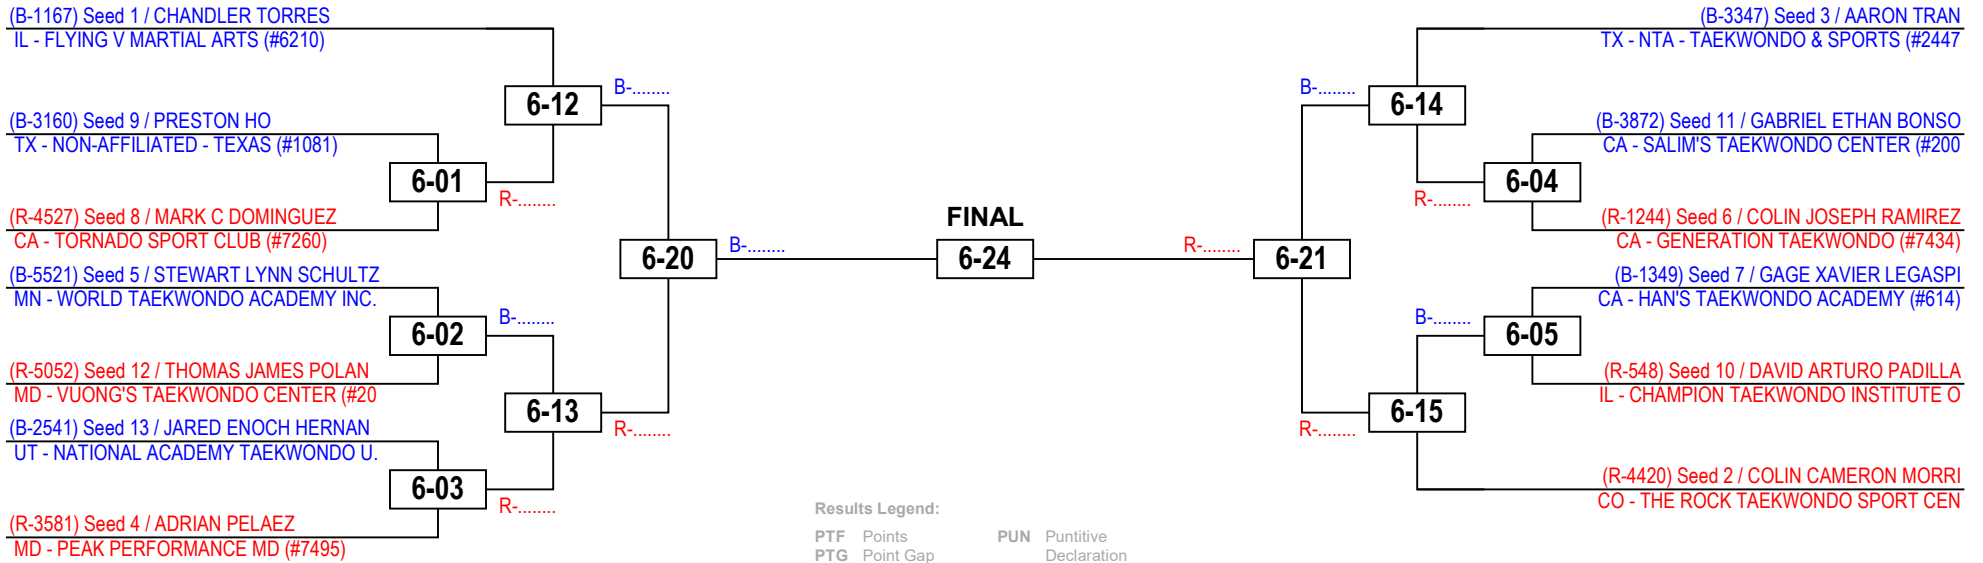 (B-1167) Seed 1 / CHANDLER TORRES
IL - FLYING V MARTIAL ARTS (#6210)
6-12
B-........
(B-3160) Seed 9 / PRESTON HO
TX - NON-AFFILIATED - TEXAS (#1081)
6-01
R-........
(R-4527) Seed 8 / MARK C DOMINGUEZ
CA - TORNADO SPORT CLUB (#7260)
6-20
B-........
(B-5521) Seed 5 / STEWART LYNN SCHULTZ
MN - WORLD TAEKWONDO ACADEMY INC.
6-02
B-........
(R-5052) Seed 12 / THOMAS JAMES POLAN
MD - VUONG'S TAEKWONDO CENTER (#20
6-13
R-........
(B-2541) Seed 13 / JARED ENOCH HERNAN
UT - NATIONAL ACADEMY TAEKWONDO U.
6-03
R-........
(R-3581) Seed 4 / ADRIAN PELAEZ
MD - PEAK PERFORMANCE MD (#7495)
FINAL
6-24
(B-3347) Seed 3 / AARON TRAN
TX - NTA - TAEKWONDO & SPORTS (#2447
B-........
6-14
(B-3872) Seed 11 / GABRIEL ETHAN BONSO
CA - SALIM'S TAEKWONDO CENTER (#200
R-........
6-04
(R-1244) Seed 6 / COLIN JOSEPH RAMIREZ
CA - GENERATION TAEKWONDO (#7434)
R-........
6-21
(B-1349) Seed 7 / GAGE XAVIER LEGASPI
CA - HAN'S TAEKWONDO ACADEMY (#614)
B-........
6-05
(R-548) Seed 10 / DAVID ARTURO PADILLA
IL - CHAMPION TAEKWONDO INSTITUTE O
R-........
6-15
(R-4420) Seed 2 / COLIN CAMERON MORRI
CO - THE ROCK TAEKWONDO SPORT CEN
Results Legend:
PTF Points
PTG Point Gap
PUN Puntitive
Declaration